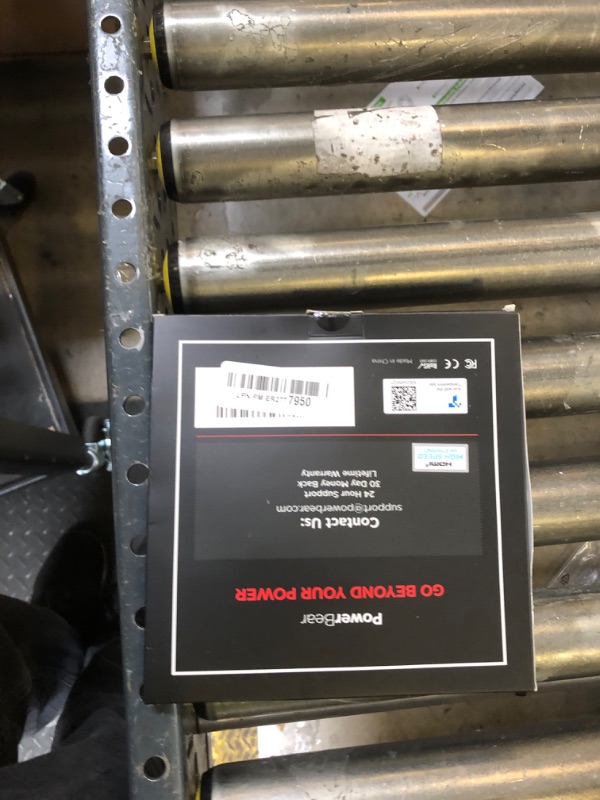 PowerBear
GO BEYOND YOUR POWER
Contact Us:
support@powerbear.com
24 Hour Support
30 Day Money Back
Lifetime Warranty
HDMI
HIGH SPEED
7950
Made in China